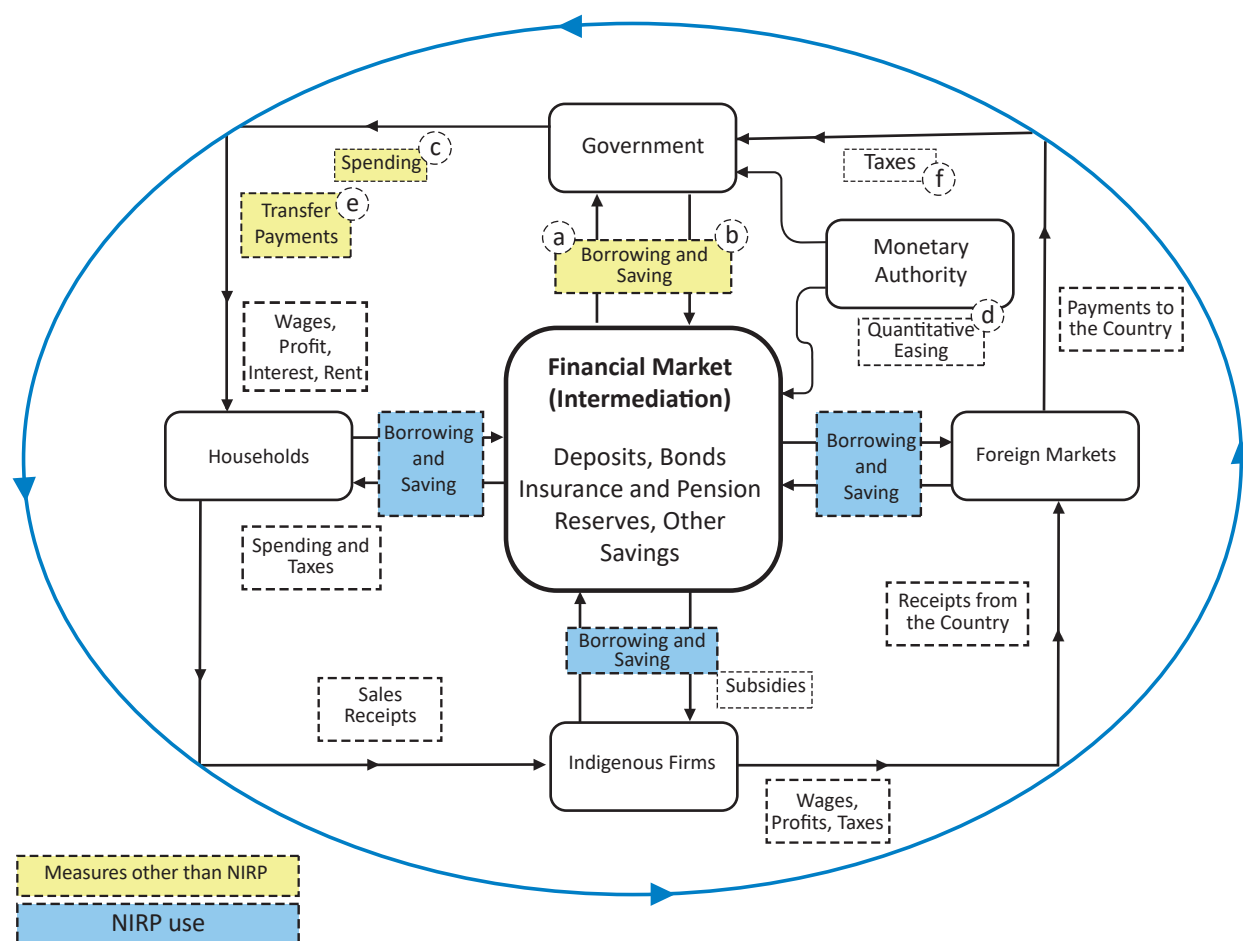 Government
c
Spending
Taxes
f
e
Transfer
Payments
a
b
Borrowing and
Saving
Monetary
Authority
d
Quantitative
Easing
Payments to
the Country
Wages,
Profit,
Interest, Rent
Financial Market
(Intermediation)
Deposits, Bonds
Insurance and Pension
Reserves, Other
Savings
Households
Borrowing
and
Saving
Borrowing
and
Saving
Foreign Markets
Spending and
Taxes
Receipts from
the Country
Borrowing and
Saving
Subsidies
Sales
Receipts
Indigenous Firms
Wages,
Profits, Taxes
Measures other than NIRP
NIRP use